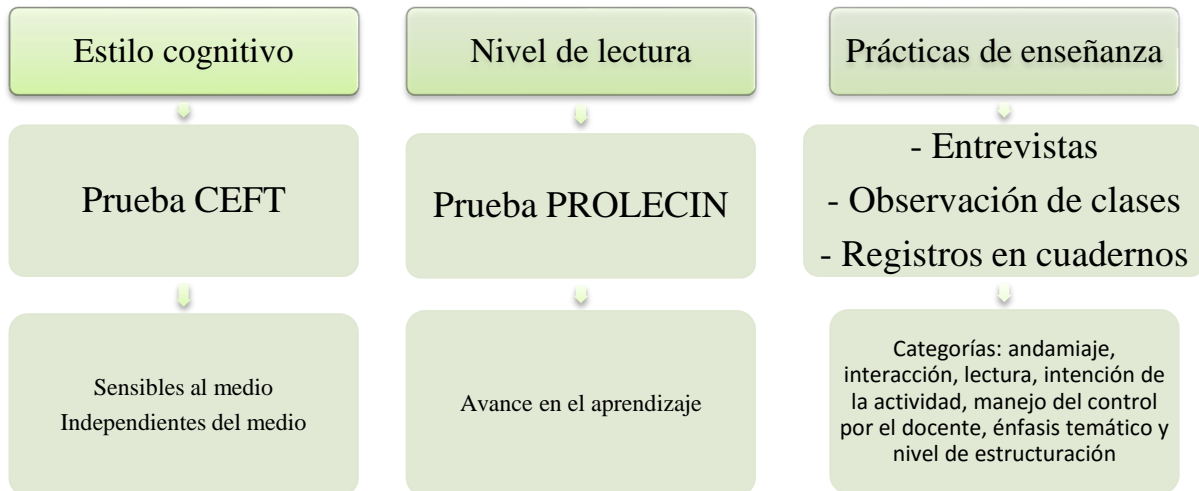 Estilo cognitivo
Prueba CEFT
Sensibles al medio
Independientes del medio
Nivel de lectura
Prueba PROLECIN
Avance en el aprendizaje
Prácticas de enseñanza
- Entrevistas
- Observación de clases
- Registros en cuadernos
Categorías: andamiaje,
interacción, lectura, intención de
la actividad, manejo del control
por el docente, énfasis temático y
nivel de estructuración